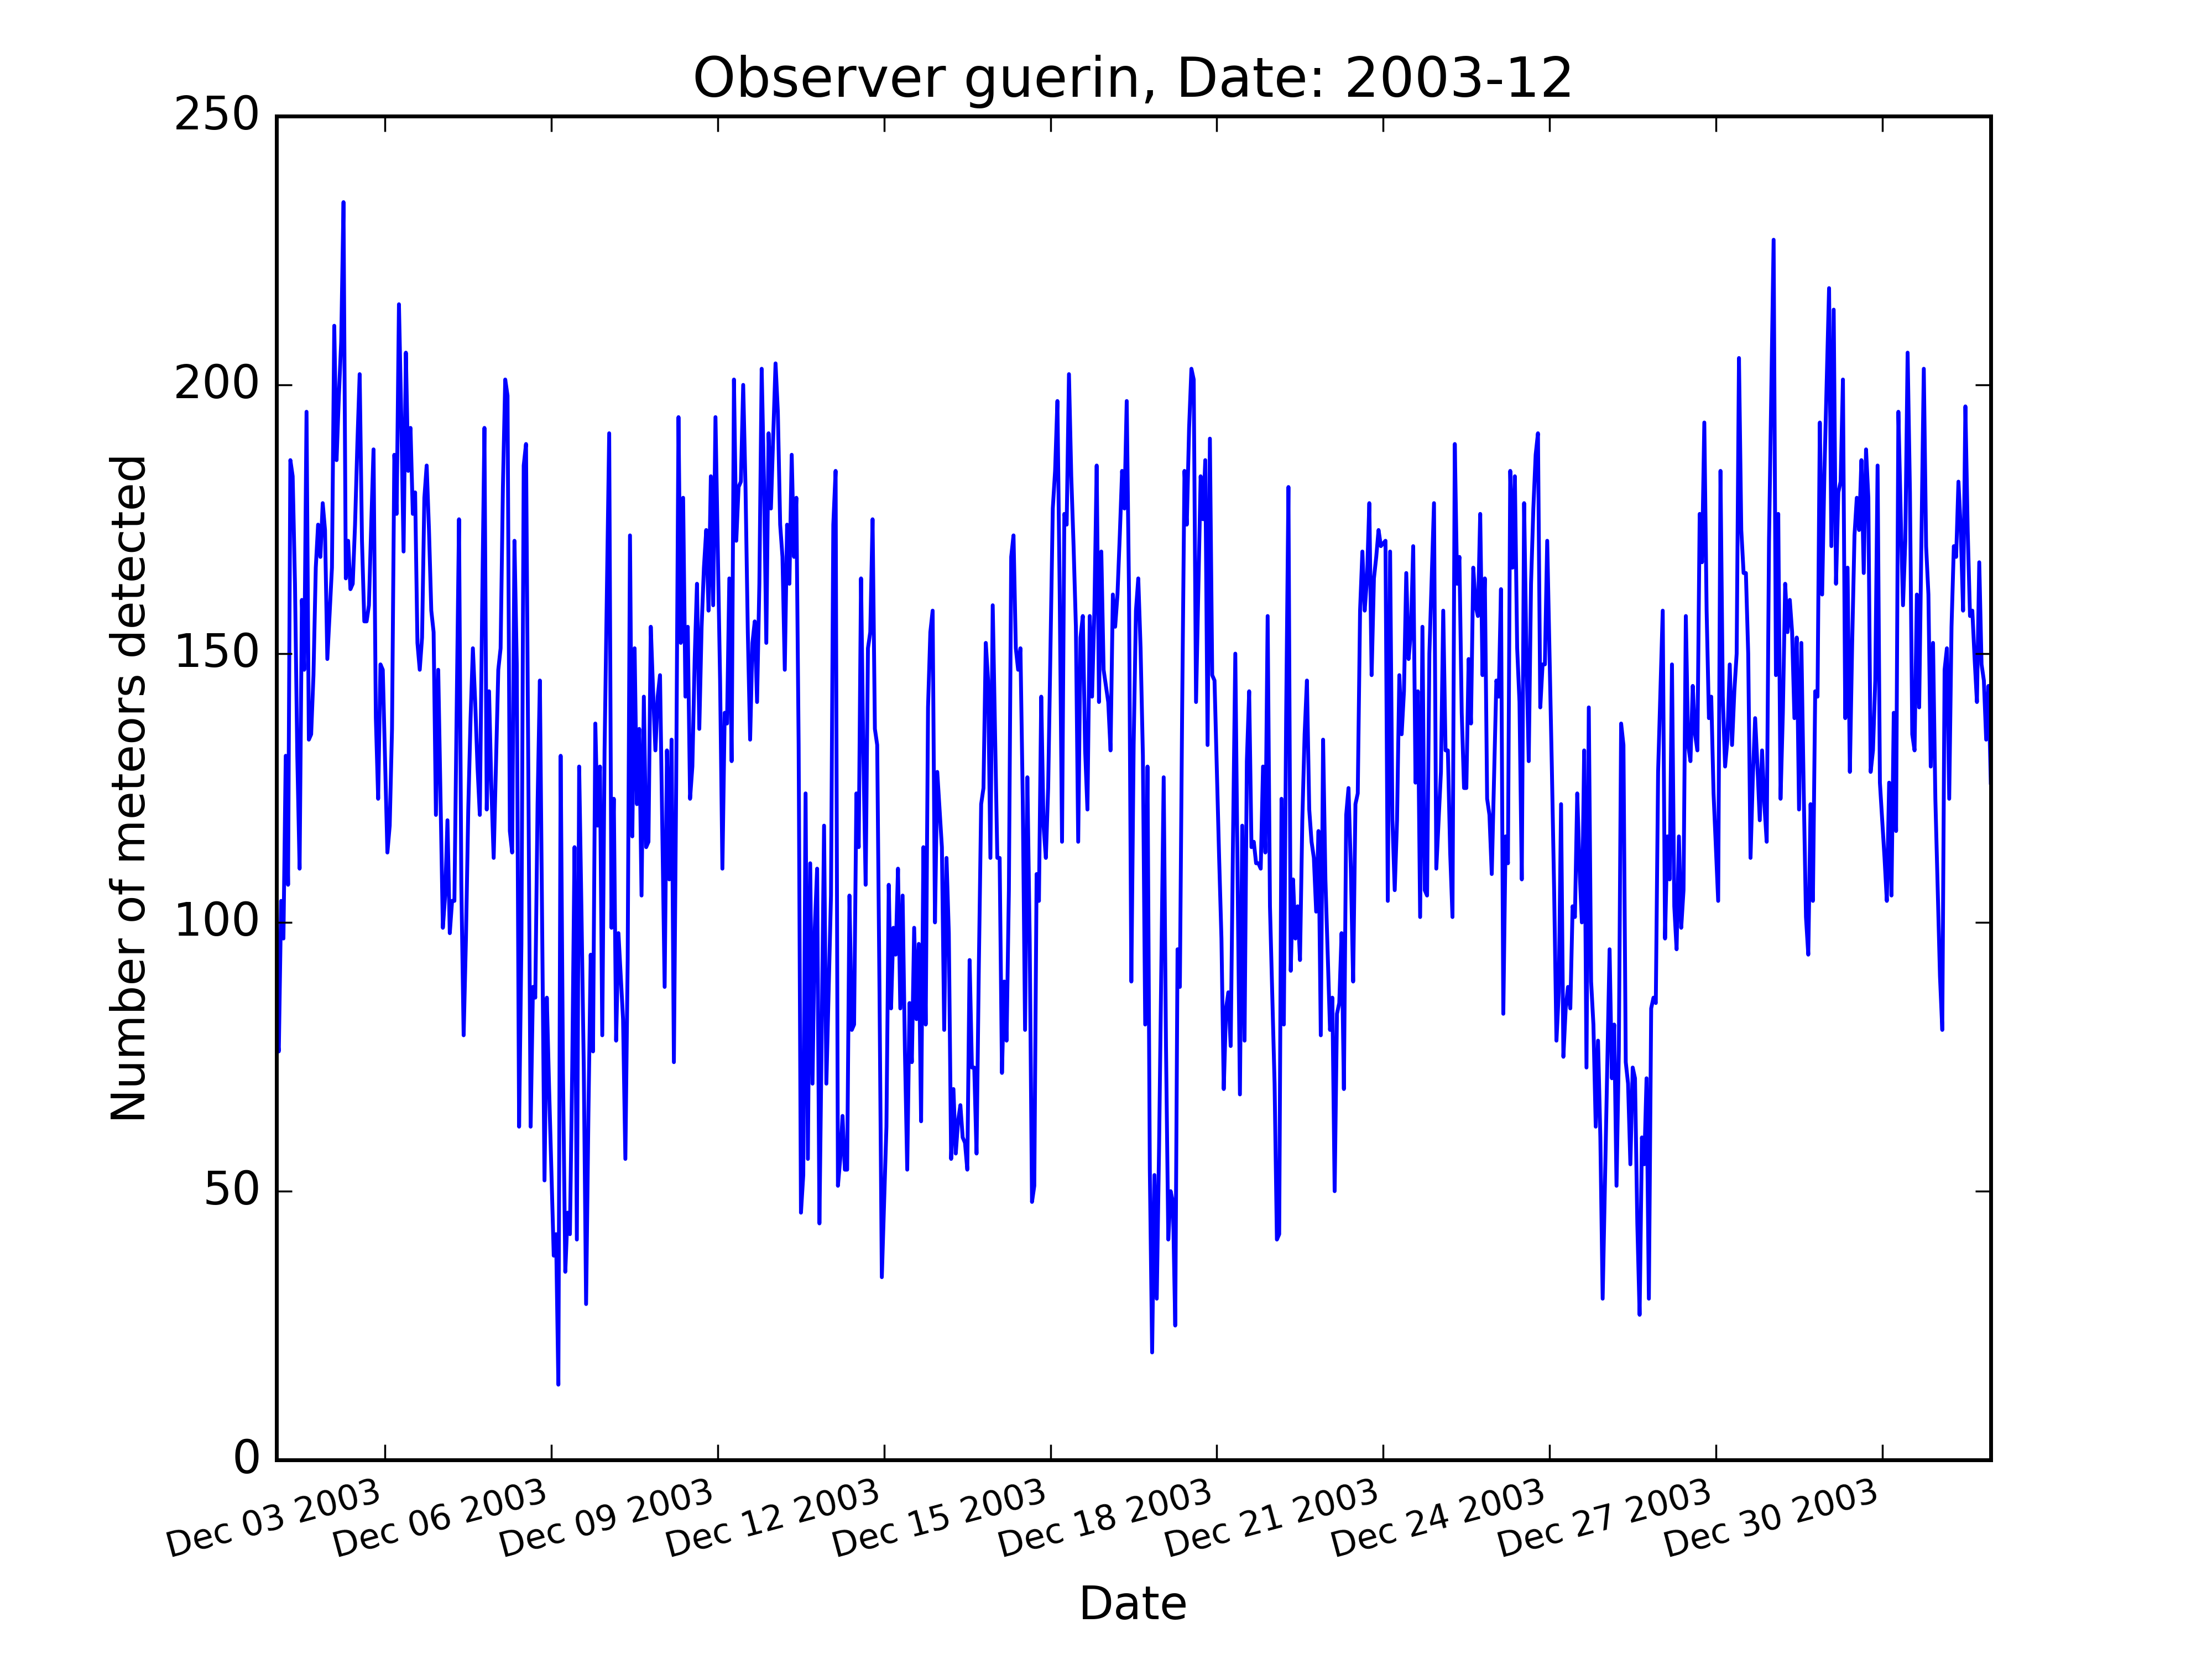 Observer guerin, Date: 2003-12
250
200
150
100
50
0
Number of meteors detected
Dec 03 2003
Dec 06 2003
Dec 09 2003
Dec 12 2003
Dec 15 2003
Dec 18 2003
Dec 21 2003
Dec 24 2003
Dec 27 2003
Dec 30 2003
Date